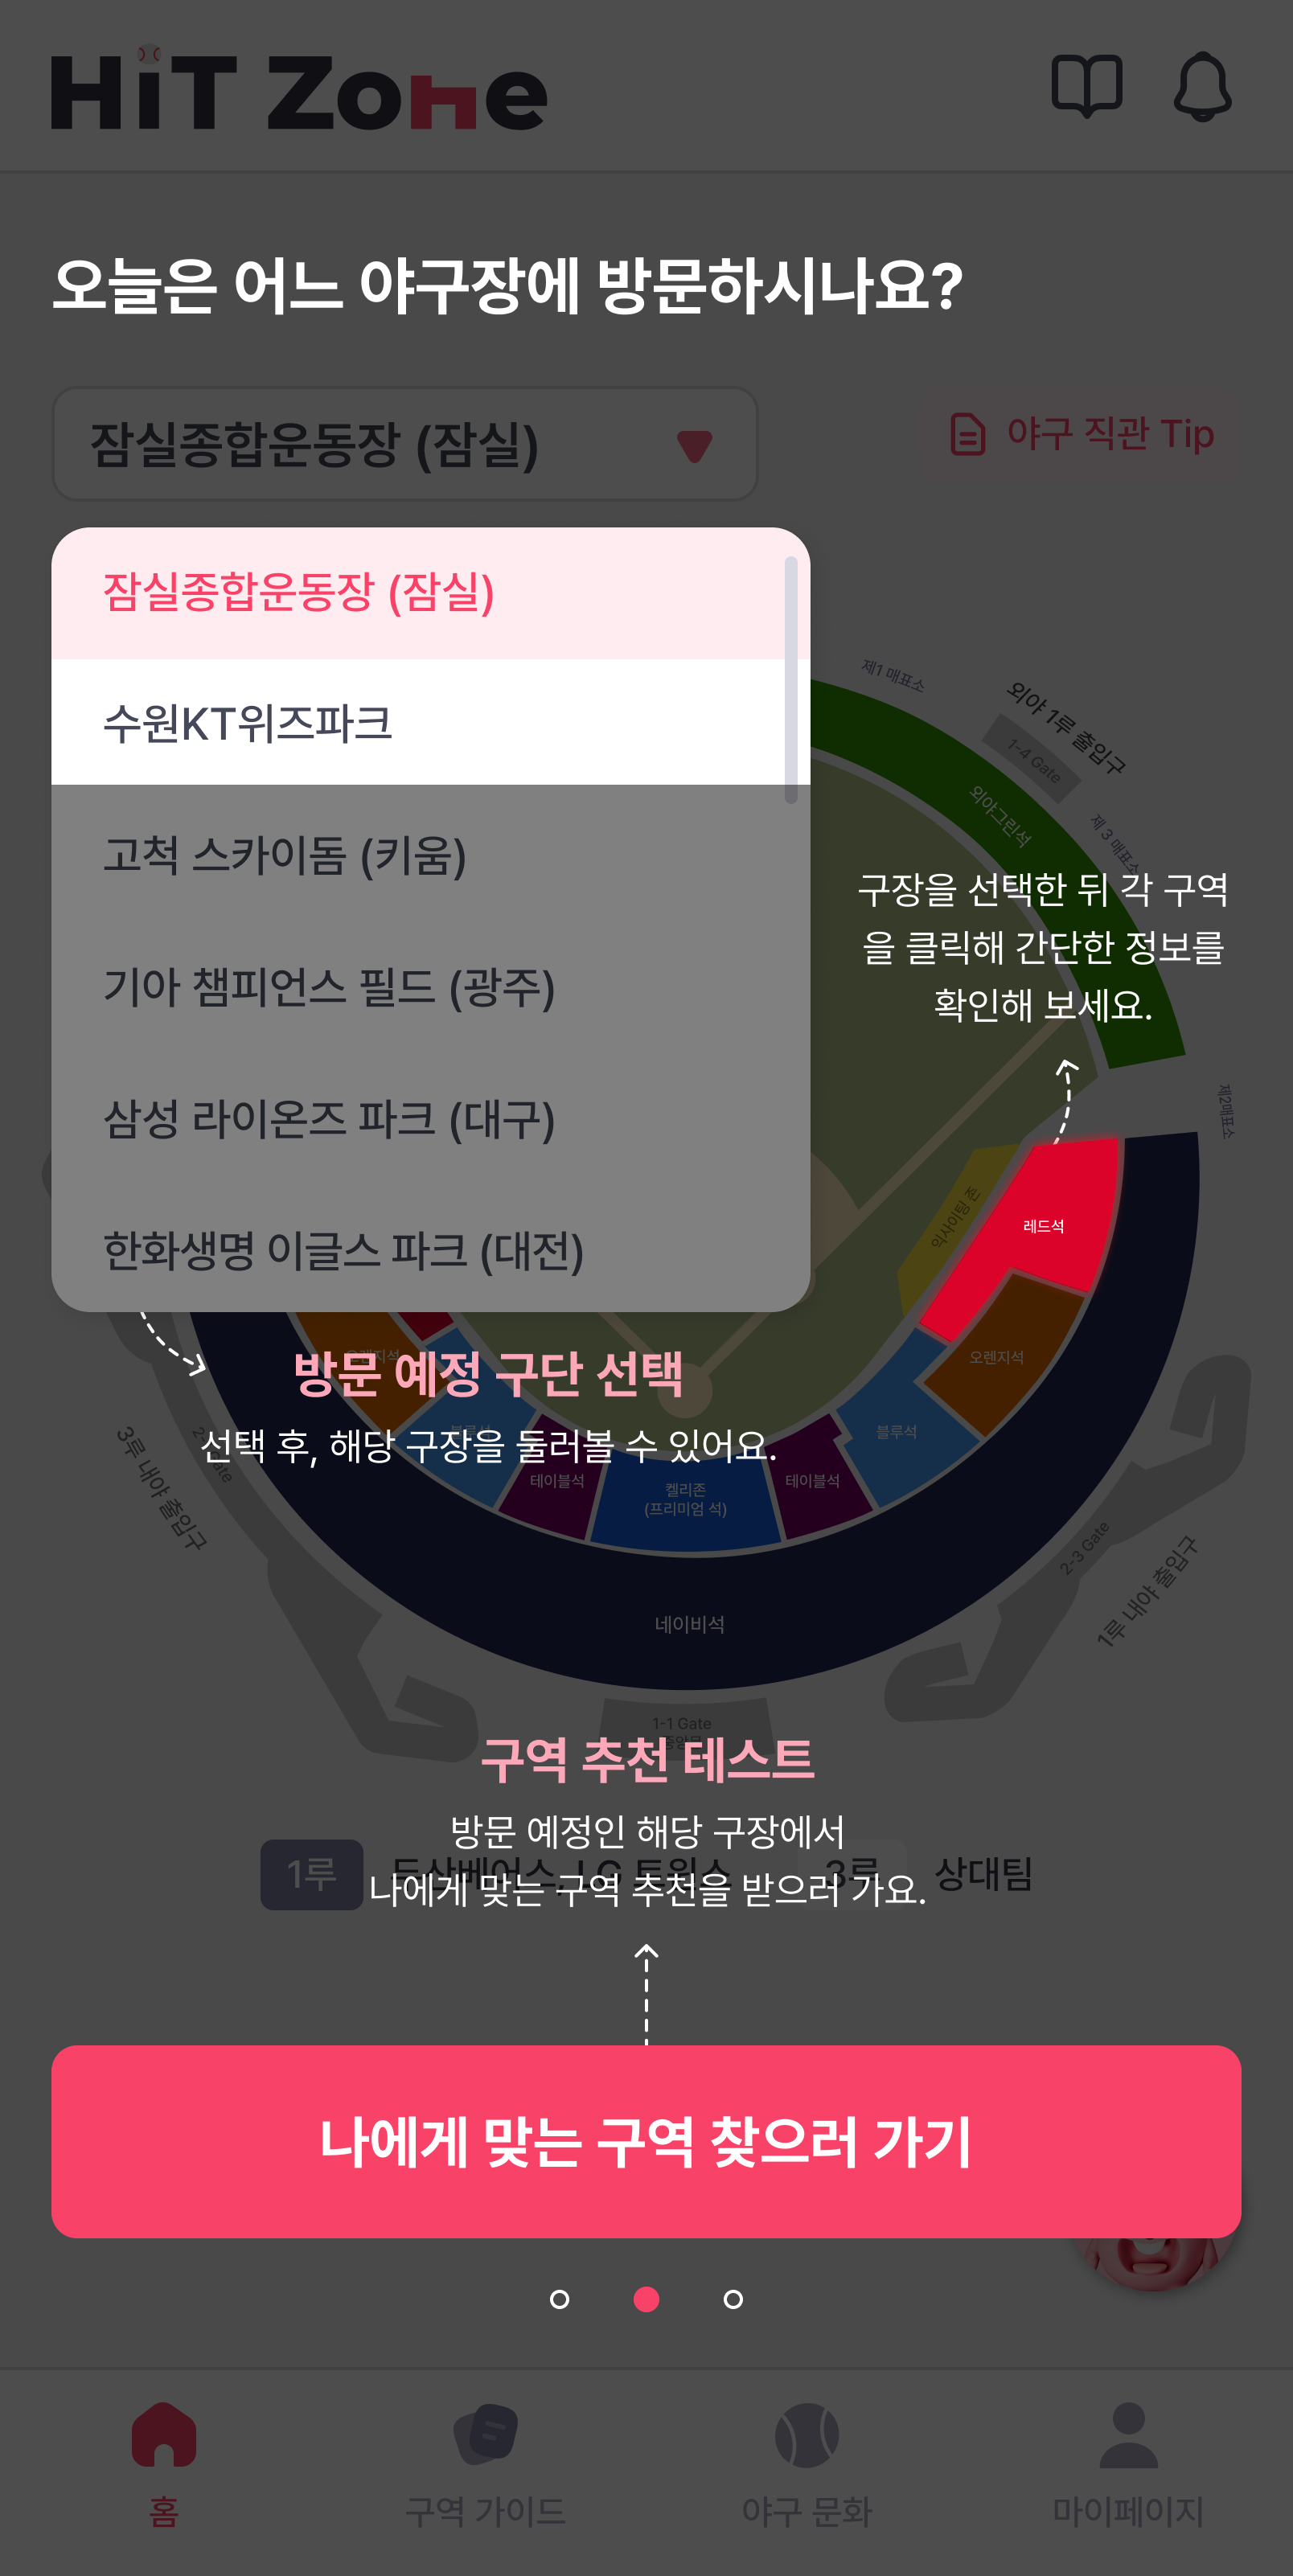 HiT Zone
오늘은 어느 야구장에 방문하시나요?
잠실종합운동장 (잠실)
야구 직관 Tip
잠실종합운동장 (잠실)
수원KT위즈파크
고척 스카이돔 (키움)
기아 챔피언스 필드 (광주)
삼성 라이온즈 파크 (대구)
한화생명 이글스 파크 (대전)
제1 매표소
외야 1루 출입구
1-4 Gate
외야그린석
제 3 매표소
구장을 선택한 뒤 각 구역
을 클릭해 간단한 정보를
확인해 보세요.
제2매표소
익사이팅 존
레드석
오렌지석
오렌지석
방문 예정 구단 선택
블루석
블루석
선택 후, 해당 구장을 둘러볼 수 있어요.
3루 내야 출입구
테이블석
켈리존
(프리미엄 석)
테이블석
2-3 Gate
1루 내야 출입구
네이비석
1-1 Gate
구역 추천 테스트
방문 예정인 해당 구장에서
나에게 맞는 구역 추천을 받으러 가요.
1루
두산베어스, LG 트윈스
3루
상대팀
나에게 맞는 구역 찾으러 가기
홈
구역 가이드
야구 문화
마이페이지